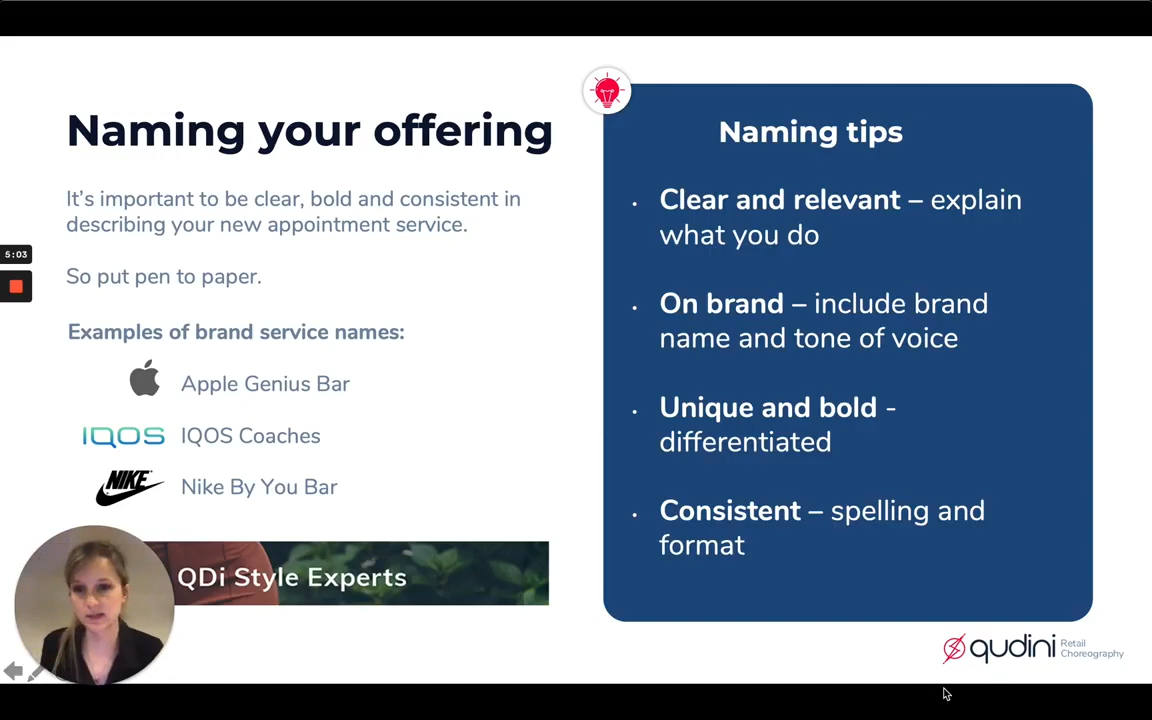 Naming your offering
It's important to be clear, bold and consistent in
describing your new appointment service.
So put pen to paper.
Examples of brand service names:
Apple Genius Bar
IQOS IQOS Coaches
NIKE Nike By You Bar
QDi Style Experts
5:03
Naming tips
• Clear and relevant – explain
what you do
• On brand – include brand
name and tone of voice
• Unique and bold -
differentiated
• Consistent – spelling and
format
qudini Retail
Choreography